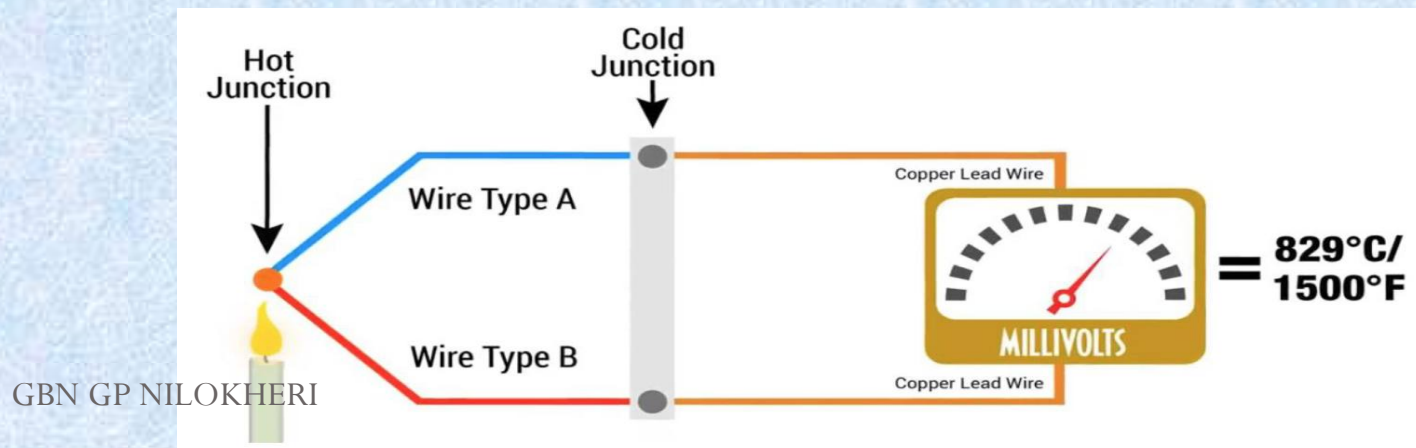 Hot
Junction
Cold
Junction
Wire Type A
Copper Lead Wire
= 829°C/
1500°F
MILLIVOLTS
Wire Type B
Copper Lead Wire
GBN GP NILOKHERI